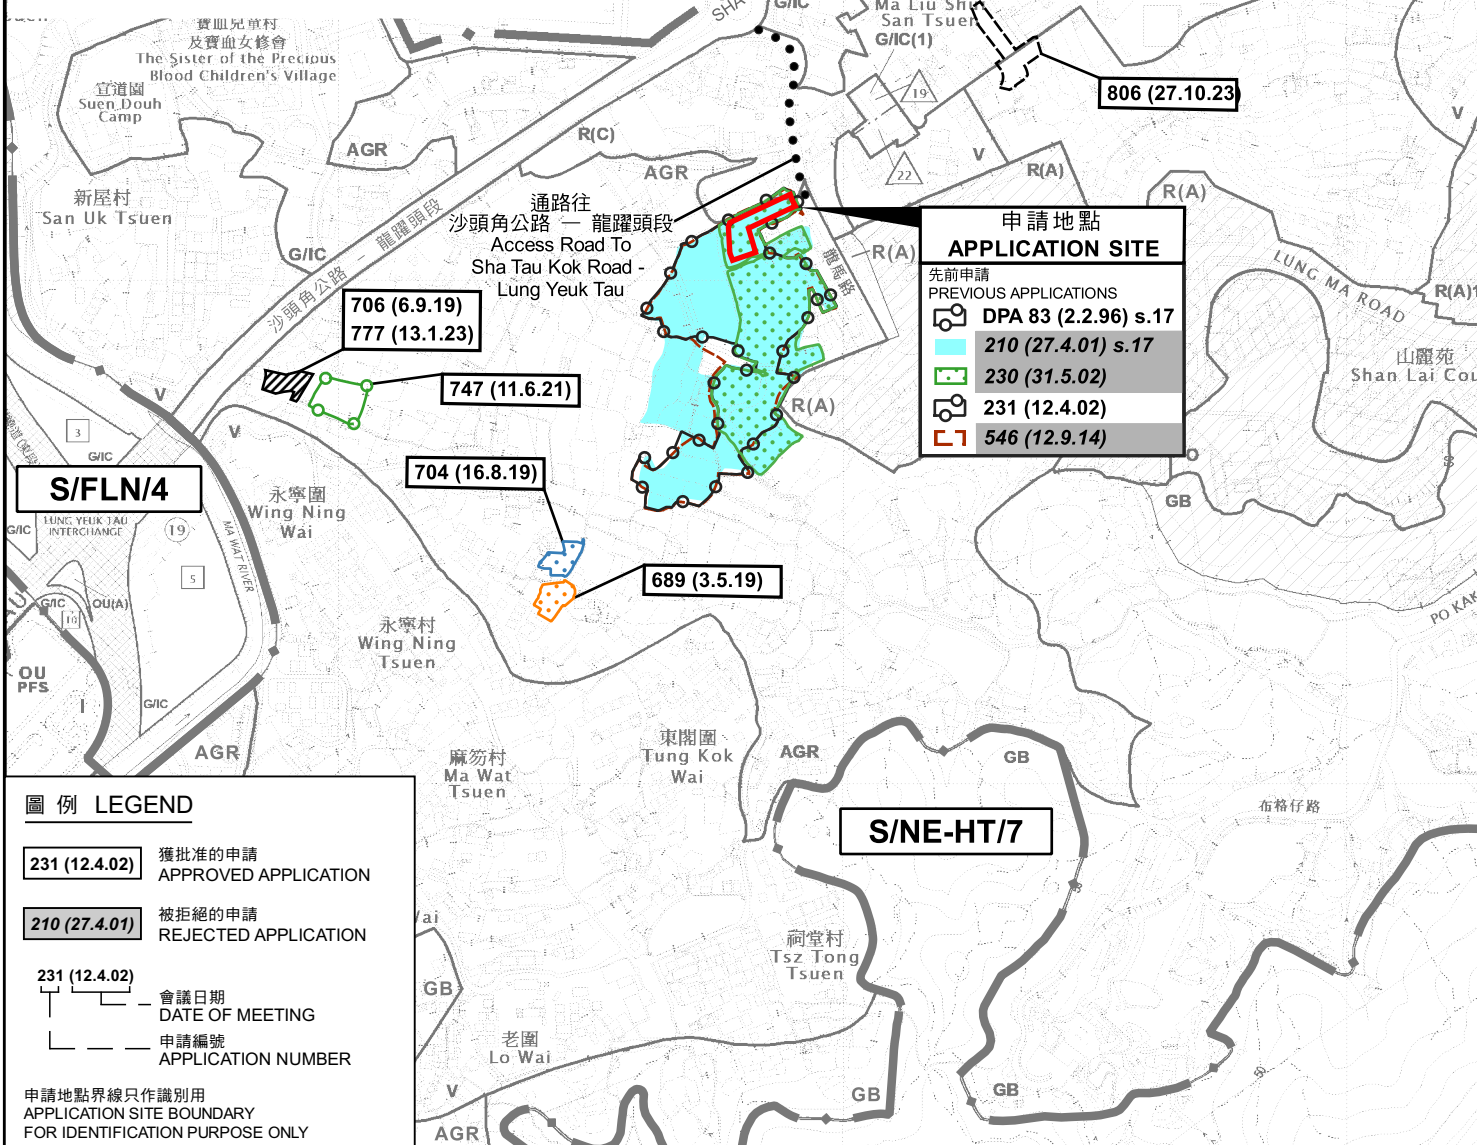 寶血兒童村
及寶血女修會
The Sister of the Precious
Blood Children's Village
宣道園
Suen Douh
Camp
AGR
新屋村
San Uk Tsuen
G/IC
沙頭角公路 － 龍躍頭段
R(C)
AGR
SHA
G/IC
Ma Liu Shui
San Tsuen
G/IC(1)
19
22
806 (27.10.23)
V
R(A)
R(A)
V
通路往
沙頭角公路 － 龍躍頭段
Access Road To
Sha Tau Kok Road -
Lung Yeuk Tau
龍馬路
R(A)
R(A)
申請地點
APPLICATION SITE
先前申請
PREVIOUS APPLICATIONS
DPA 83 (2.2.96) s.17
210 (27.4.01) s.17
230 (31.5.02)
231 (12.4.02)
546 (12.9.14)
LUNG MA ROAD
R(A)1
山麗苑
Shan Lai Cou
O
GB
PO KAK
706 (6.9.19)
777 (13.1.23)
747 (11.6.21)
704 (16.8.19)
689 (3.5.19)
V
V
3
G/IC
S/FLN/4
G/IC
LUNG YEUK TAU
INTERCHANGE
19
5
MA WAT RIVER
G/IC
OU(A)
10
OU
PFS
I
G/IC
AGR
永寧圍
Wing Ning
Wai
永寧村
Wing Ning
Tsuen
麻笏村
Ma Wat
Tsuen
東閣圍
Tung Kok
Wai
AGR
GB
S/NE-HT/7
布格仔路
祠堂村
Tsz Tong
Tsuen
Wai
GB
老圍
Lo Wai
V
AGR
GB
GB
50
圖 例 LEGEND
231 (12.4.02)
獲批准的申請
APPROVED APPLICATION
210 (27.4.01)
被拒絕的申請
REJECTED APPLICATION
231 (12.4.02)
會議日期
DATE OF MEETING
申請編號
APPLICATION NUMBER
申請地點界線只作識別用
APPLICATION SITE BOUNDARY
FOR IDENTIFICATION PURPOSE ONLY